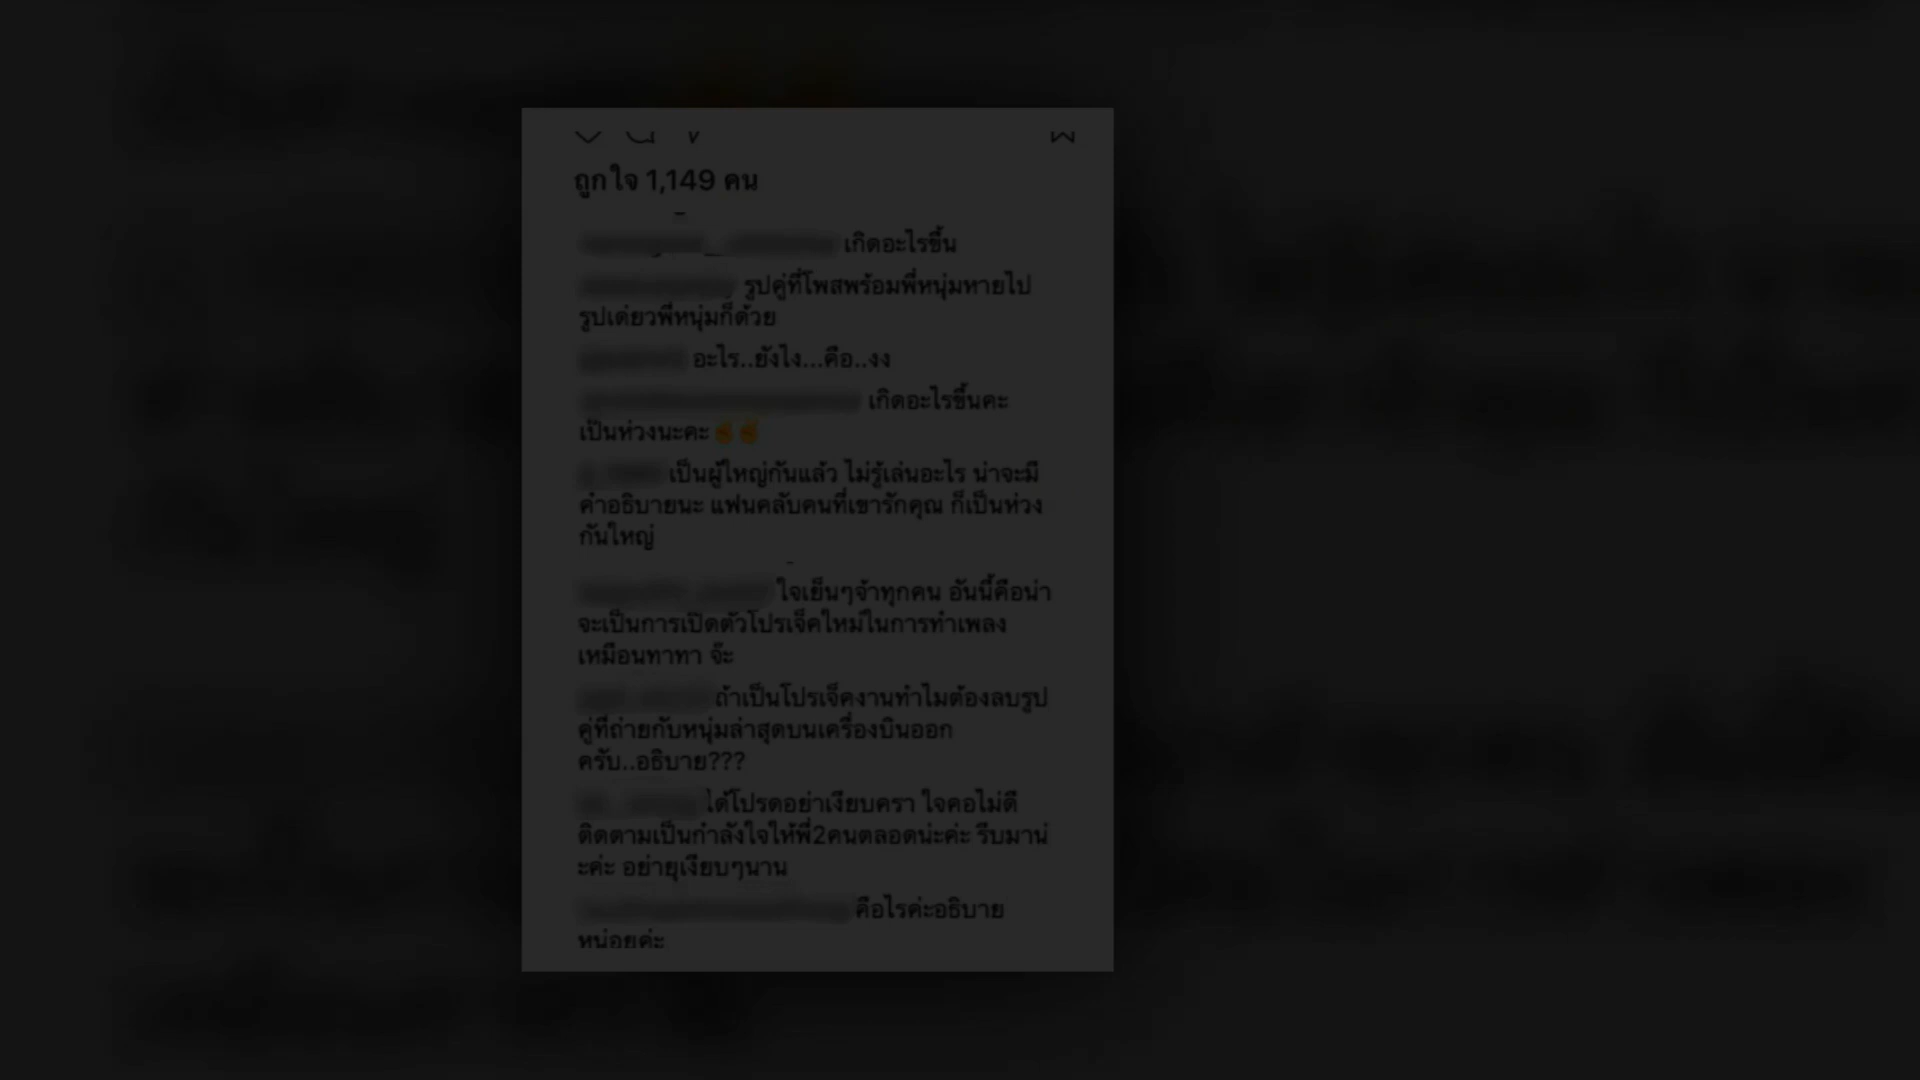 ถูกใจ 1,149 คน
เกิดอะไรขึ้น
รูปคู่ที่โพสพร้อมพี่หนุ่มหายไป
รูปเดี่ยวพี่หนุ่มก็ด้วย
อะไร..ยังไง...คือ..งง
เกิดอะไรขึ้นคะ
เป็นห่วงนะคะ✌✌
เป็นผู้ใหญ่กันแล้ว ไม่รู้เล่นอะไร น่าจะมี
คำอธิบายนะ แฟนคลับคนที่เขารักคุณ ก็เป็นห่วง
กันใหญ่
ใจเย็นๆจ้าทุกคน อันนี้คือน่า
จะเป็นการเปิดตัวโปรเจ็คใหม่ในการทำเพลง
เหมือนทาทา จ๊ะ
ถ้าเป็นโปรเจ็คงานทำไมต้องลบรูป
คู่ที่ถ่ายกับหนุ่มล่าสุดบนเครื่องบินออก
ครับ..อธิบาย???
ได้โปรดอย่าเงียบครา ใจคอไม่ดี
ติดตามเป็นกำลังใจให้พี่2คนตลอดน่ะค่ะ รีบมาน่
ะค่ะ อย่ายุเงียบๆนาน
คือไรค่ะอธิบาย
หน่อยค่ะ